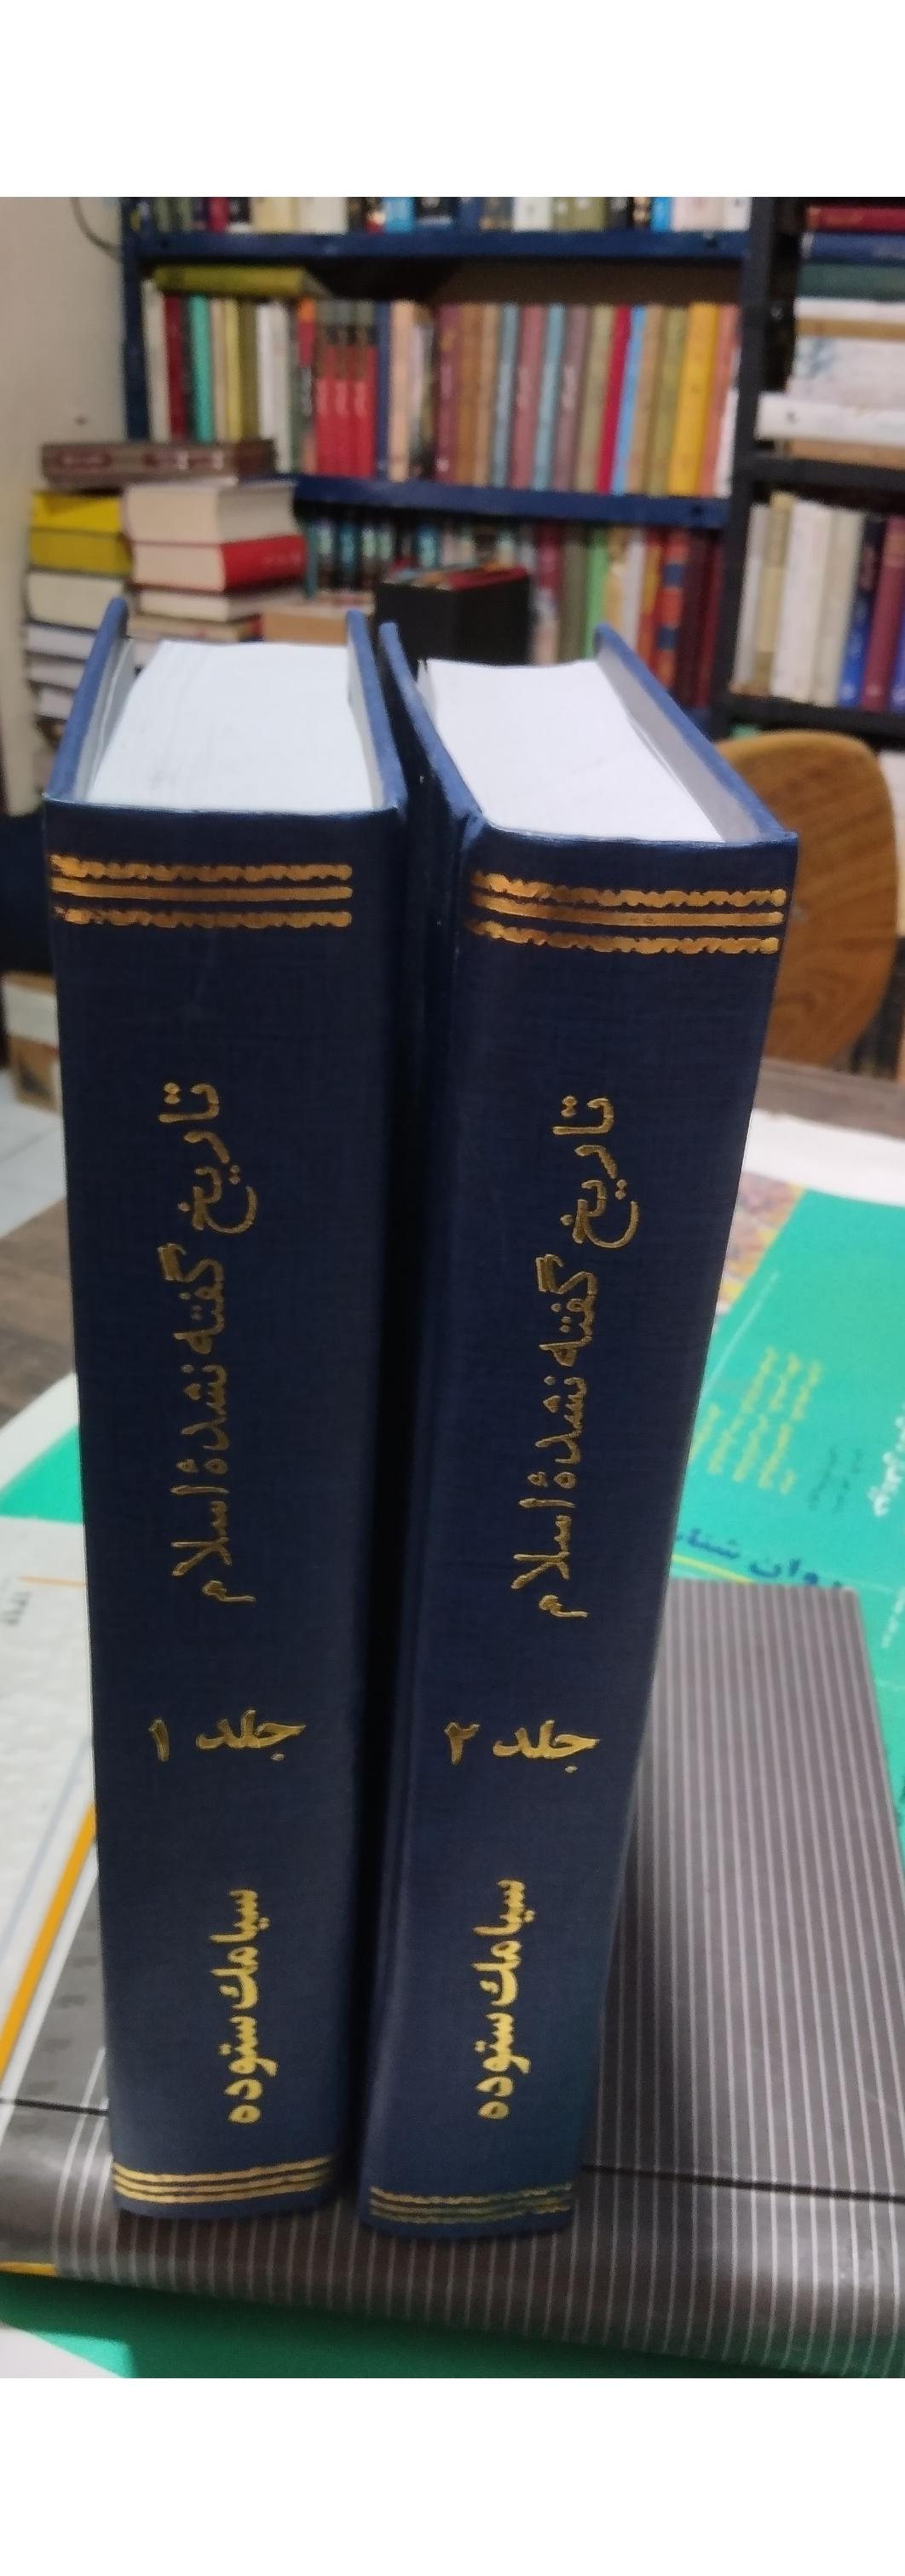 تاریخ گفته نشدهٔ اسلام
جلد ۱
سیامک ستوده
تاریخ گفته نشدهٔ اسلام
جلد ۲
سیامک ستوده